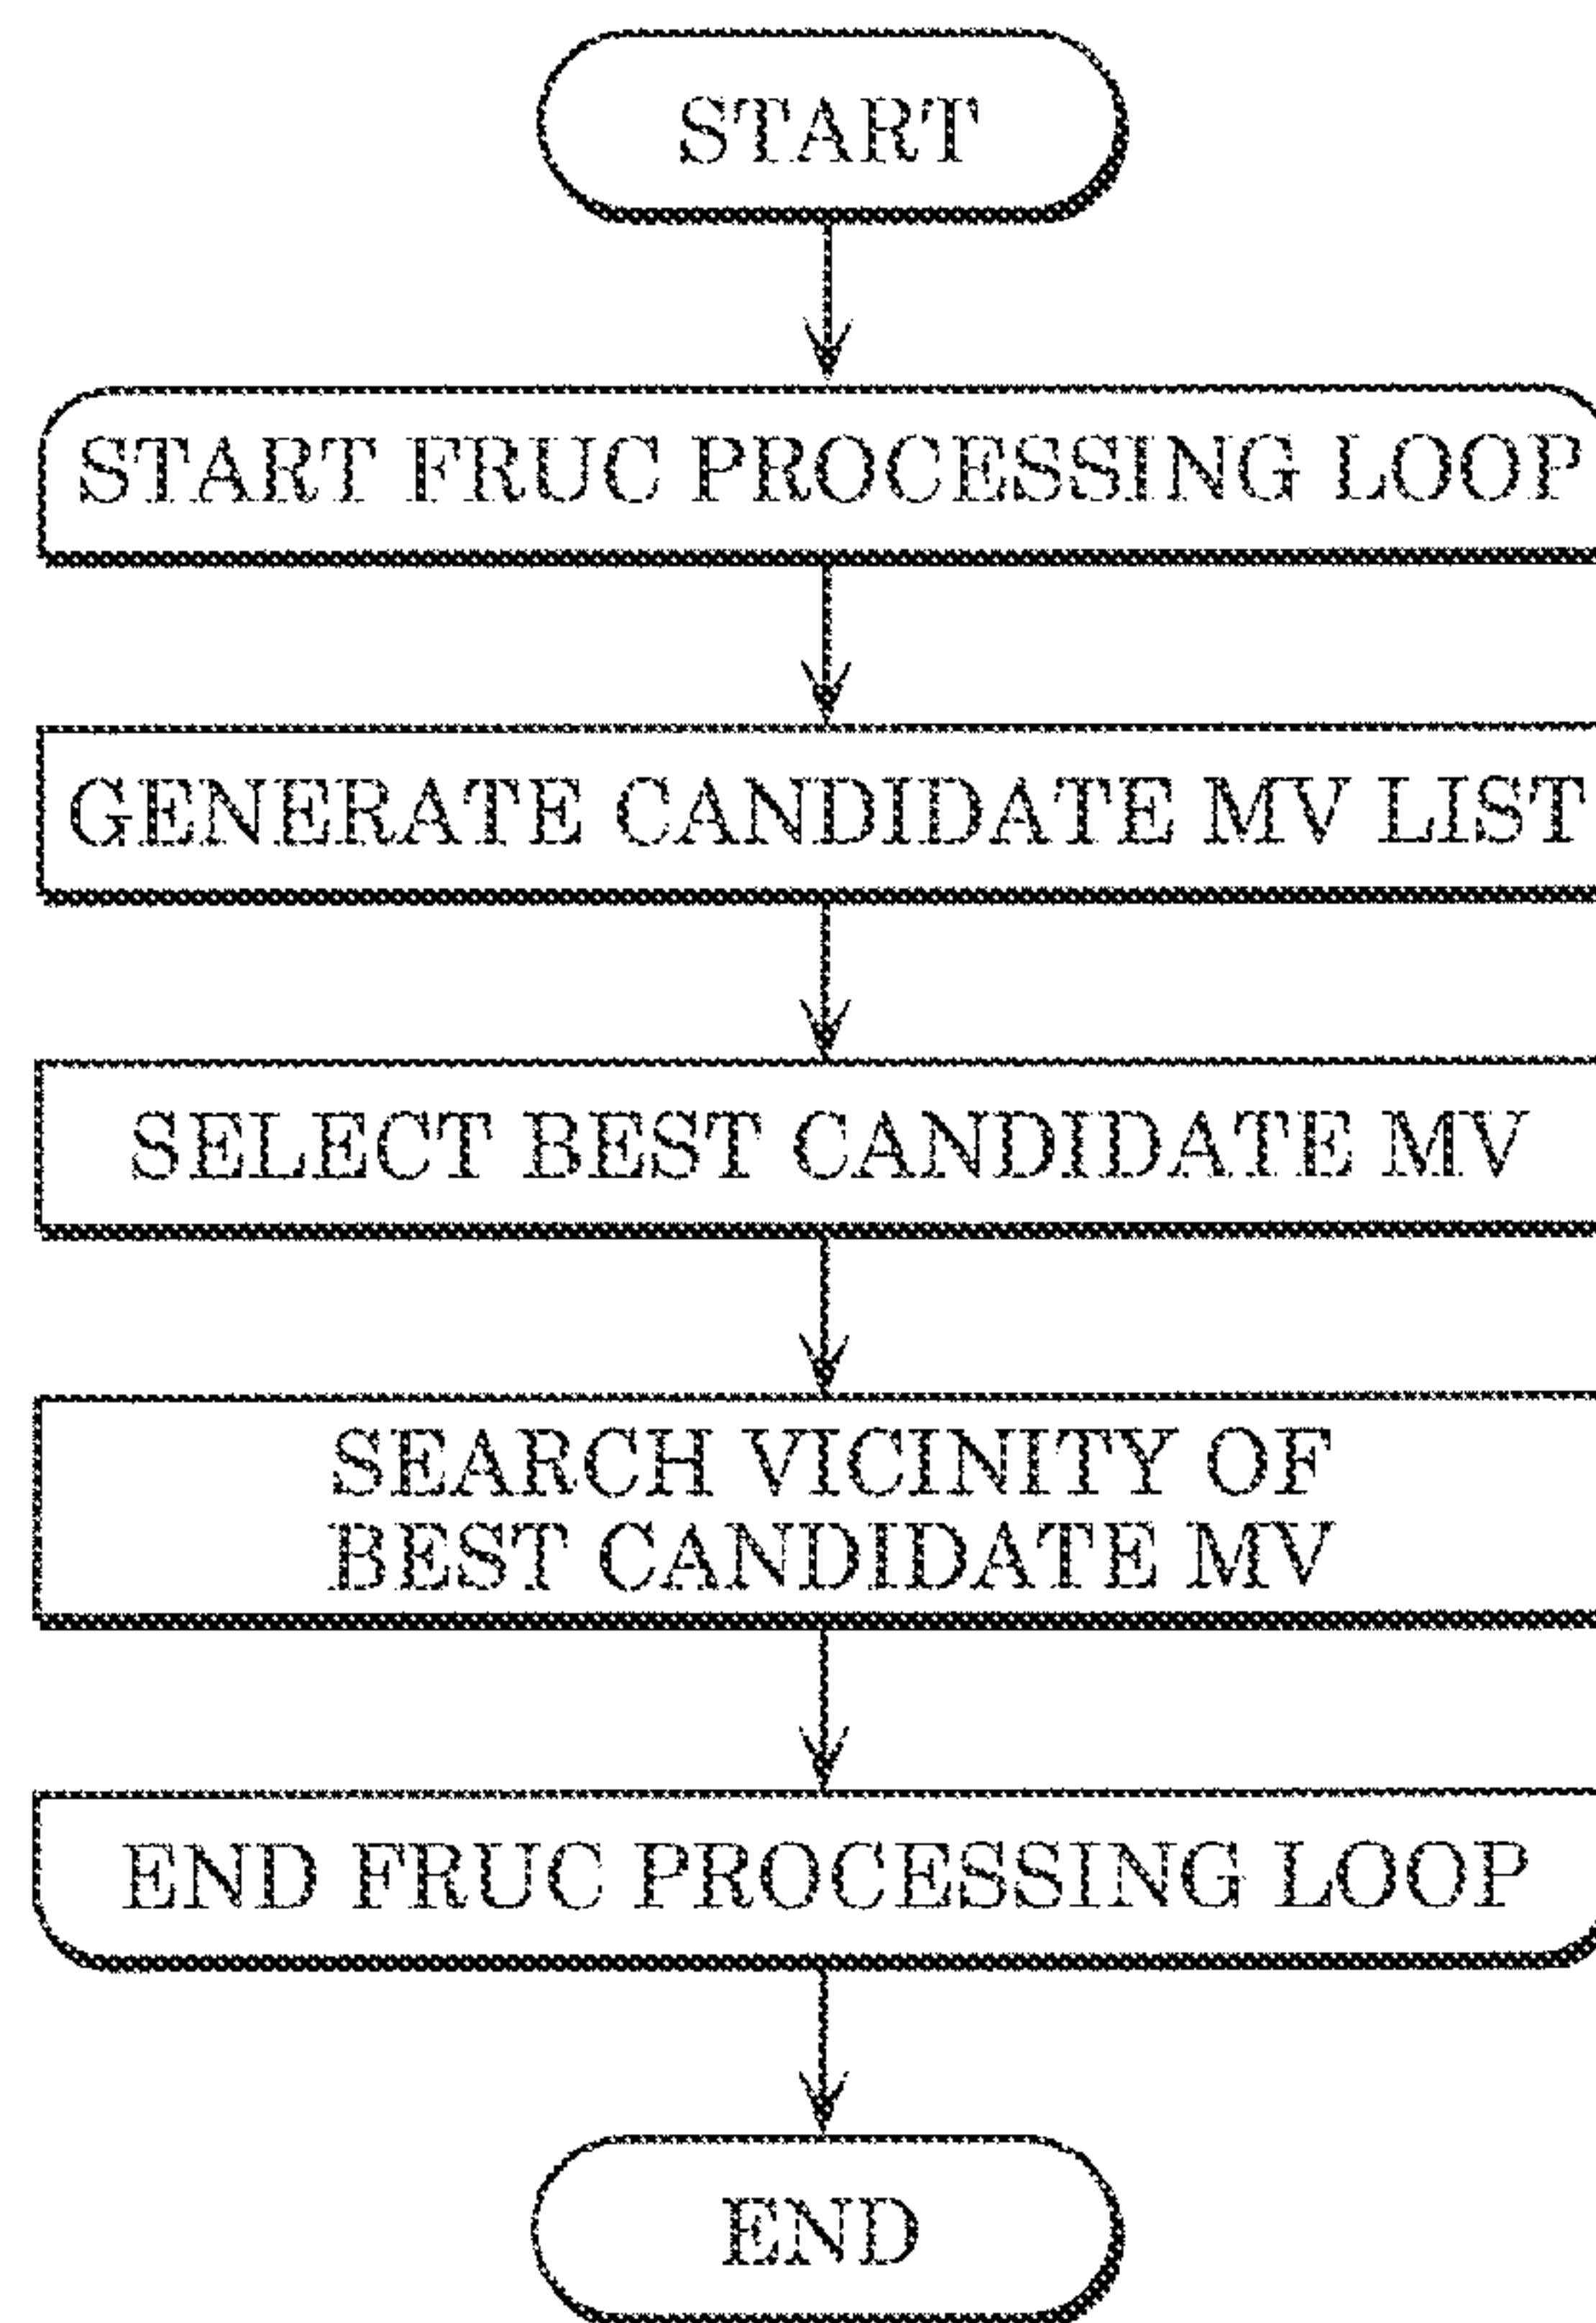 START
START FRUC PROCESSING LOOP
GENERATE CANDIDATE MV LIST
SELECT BEST CANDIDATE MV
SEARCH VICINITY OF
BEST CANDIDATE MV
END FRUC PROCESSING LOOP
END